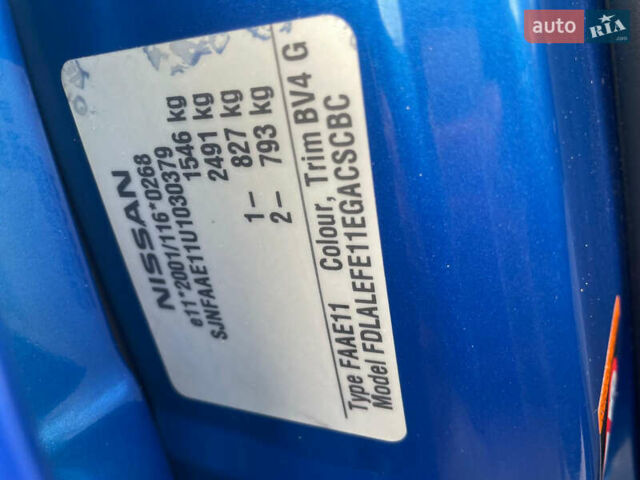 NISSAN
e11*2001/116*0268
SJNFAAE11U1030379
1546 kg
2491 kg
1– 827 kg
2– 793 kg
Type FAAE11 Colour, Trim BV4 G
Model FDLALEFE11EGACSCBC
auto RIA .com